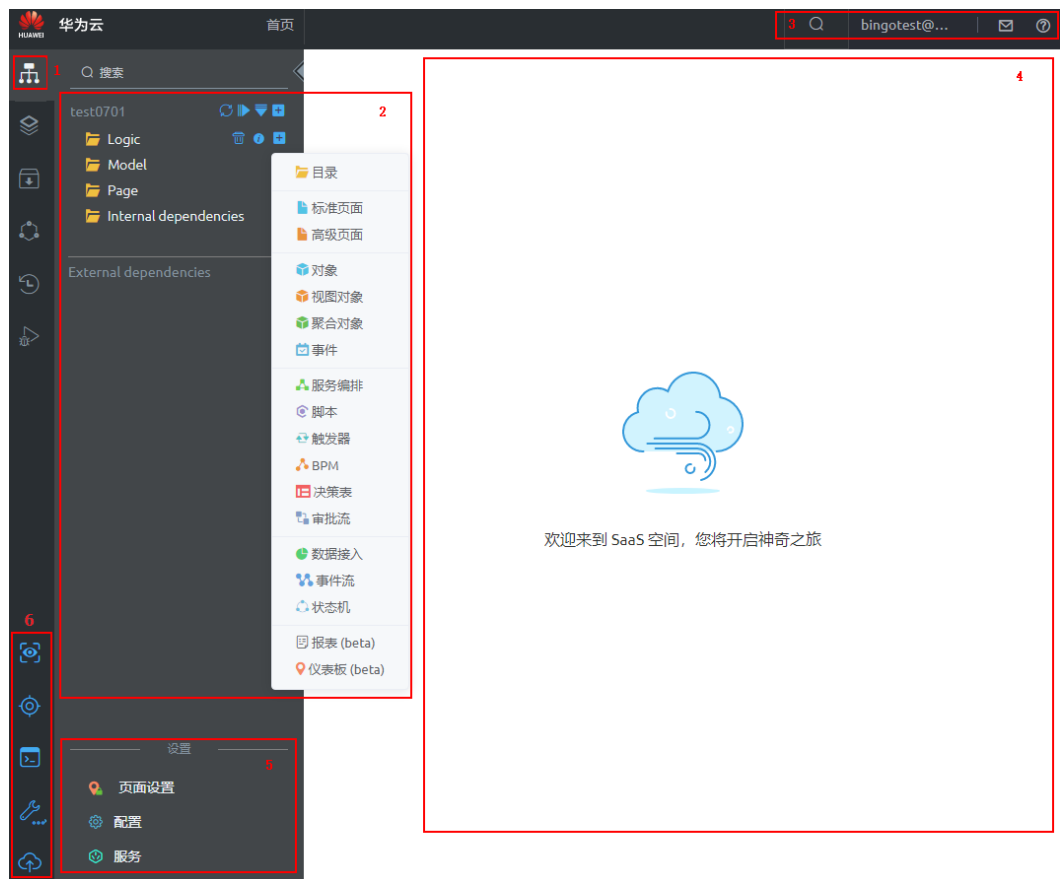 HUAWEI
华为云
首页
3
bingotest@...
1
搜索
4
2
test0701
Logic
Model
Page
Internal dependencies
External dependencies
目录
标准页面
高级页面
对象
视图对象
聚合对象
事件
服务编排
脚本
触发器
BPM
决策表
审批流
数据接入
事件流
状态机
报表 (beta)
仪表板 (beta)
欢迎来到 SaaS 空间，您将开启神奇之旅
6
设置
5
页面设置
配置
服务